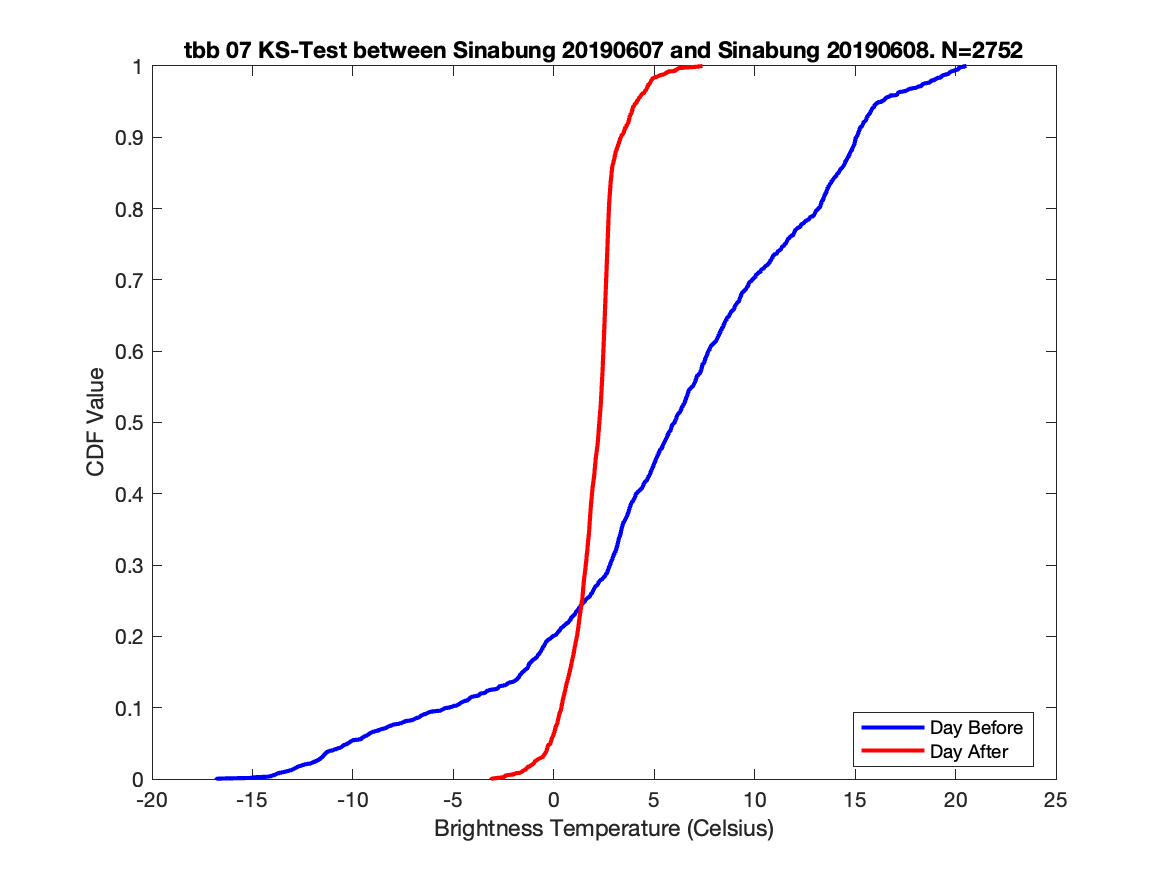 tbb 07 KS-Test between Sinabung 20190607 and Sinabung 20190608. N=2752
1
0.9
0.8
0.7
0.6
0.5
0.4
0.3
0.2
0.1
0
CDF Value
-20 -15 -10 -5 0 5 10 15 20 25
Brightness Temperature (Celsius)
Day Before
Day After